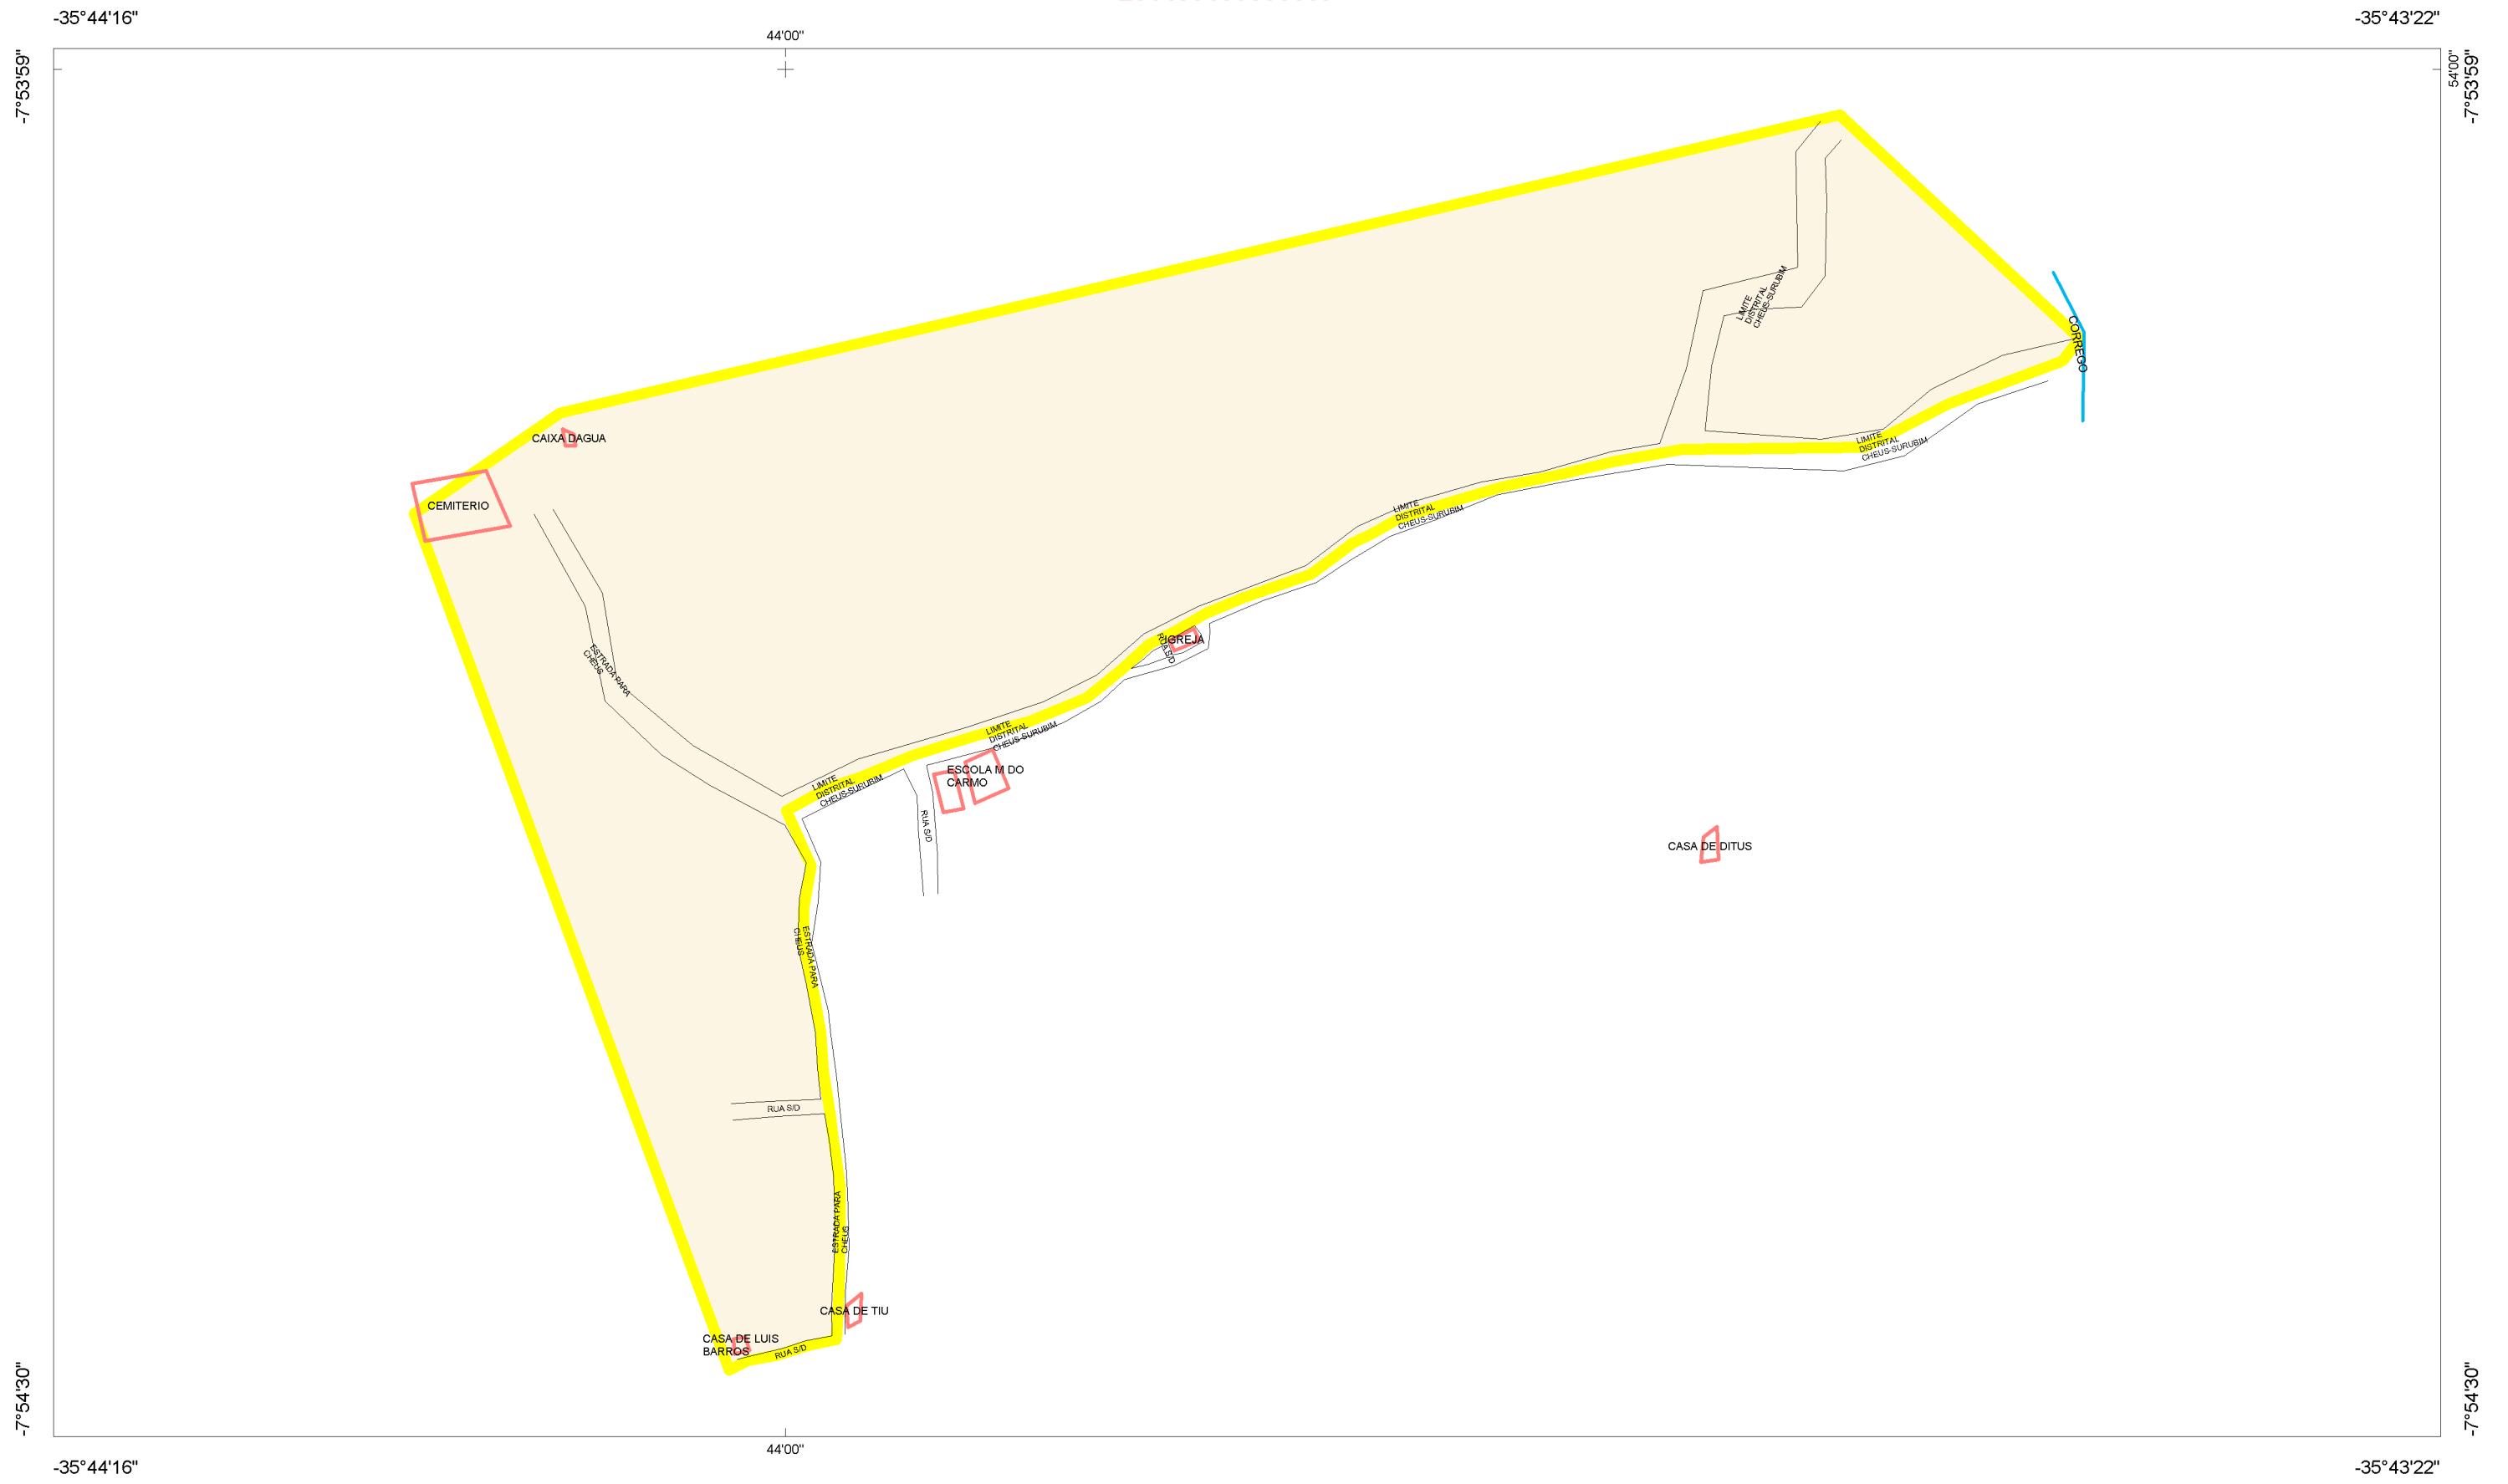 -35°44'16"
-35°43'22"
44'00"
-7°53'59"
54'00"
-7°53'59"
LIMITE
DISTRITAL
CHEUS-SURUBIM
CORREGO
CAIXA DAGUA
LIMITE
DISTRITAL
CHEUS-SURUBIM
CEMITERIO
LIMITE
DISTRITAL
CHEUS-SURUBIM
IGREJA
RUA S/D
ESTRADA PARA
CHEUS
LIMITE
DISTRITAL
CHEUS-SURUBIM
ESCOLA M DO
CARMO
LIMITE
DISTRITAL
CHEUS-SURUBIM
RUA S/D
CASA DE DITUS
ESTRADA PARA
CHEUS
RUA S/D
ESTRADA PARA
CHEUS
CASA DE TIU
CASA DE LUIS
BARROS
RUA S/D
-7°54'30"
-7°54'30"
44'00"
-35°44'16"
-35°43'22"